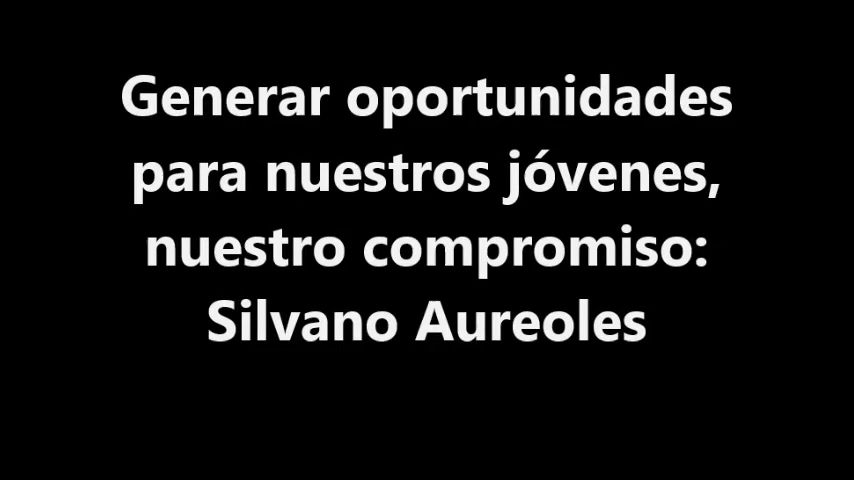 Generar oportunidades
para nuestros jóvenes,
nuestro compromiso:
Silvano Aureoles